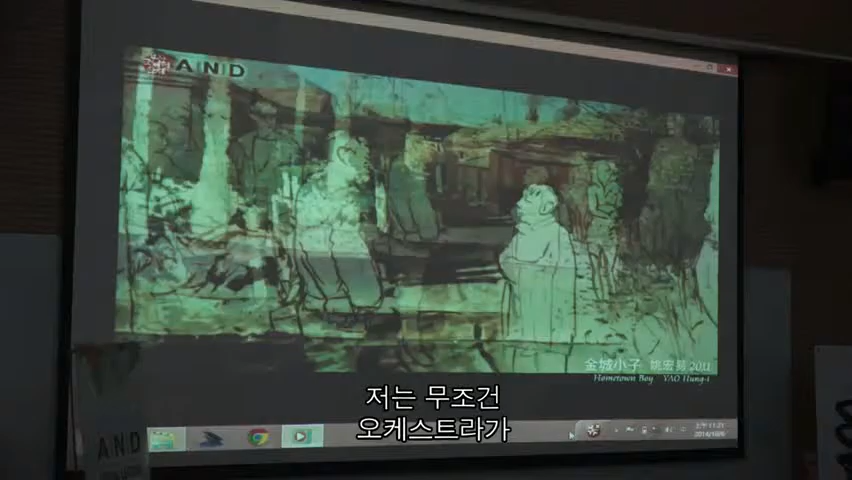 AND
金城小子 姚宏易 2011
Hometown Boy YAO Hung-i
저는 무조건
오케스트라가
AND